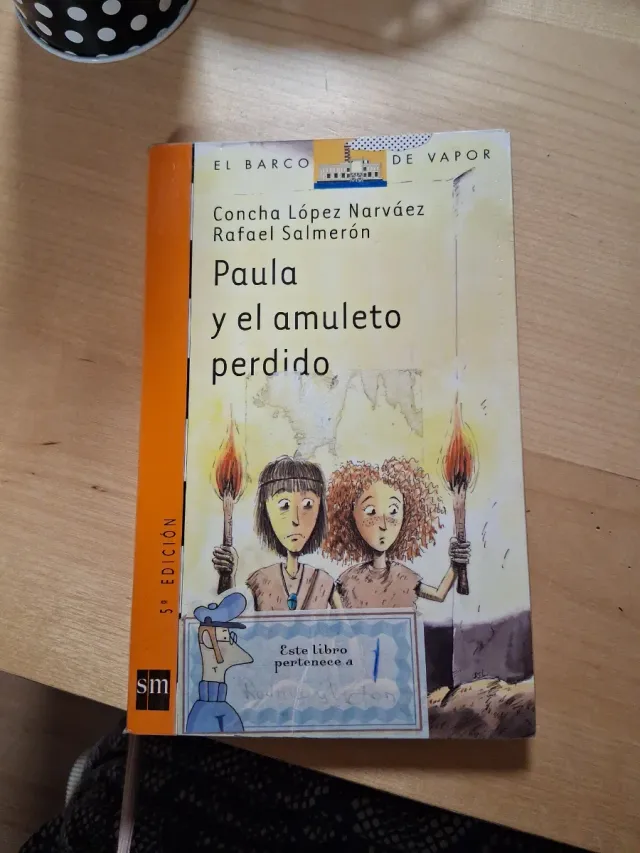 EL BARCO DE VAPOR
Concha López Narváez
Rafael Salmerón
Paula
y el amuleto
perdido
5ª EDICIÓN
sm
Este libro
pertenece a